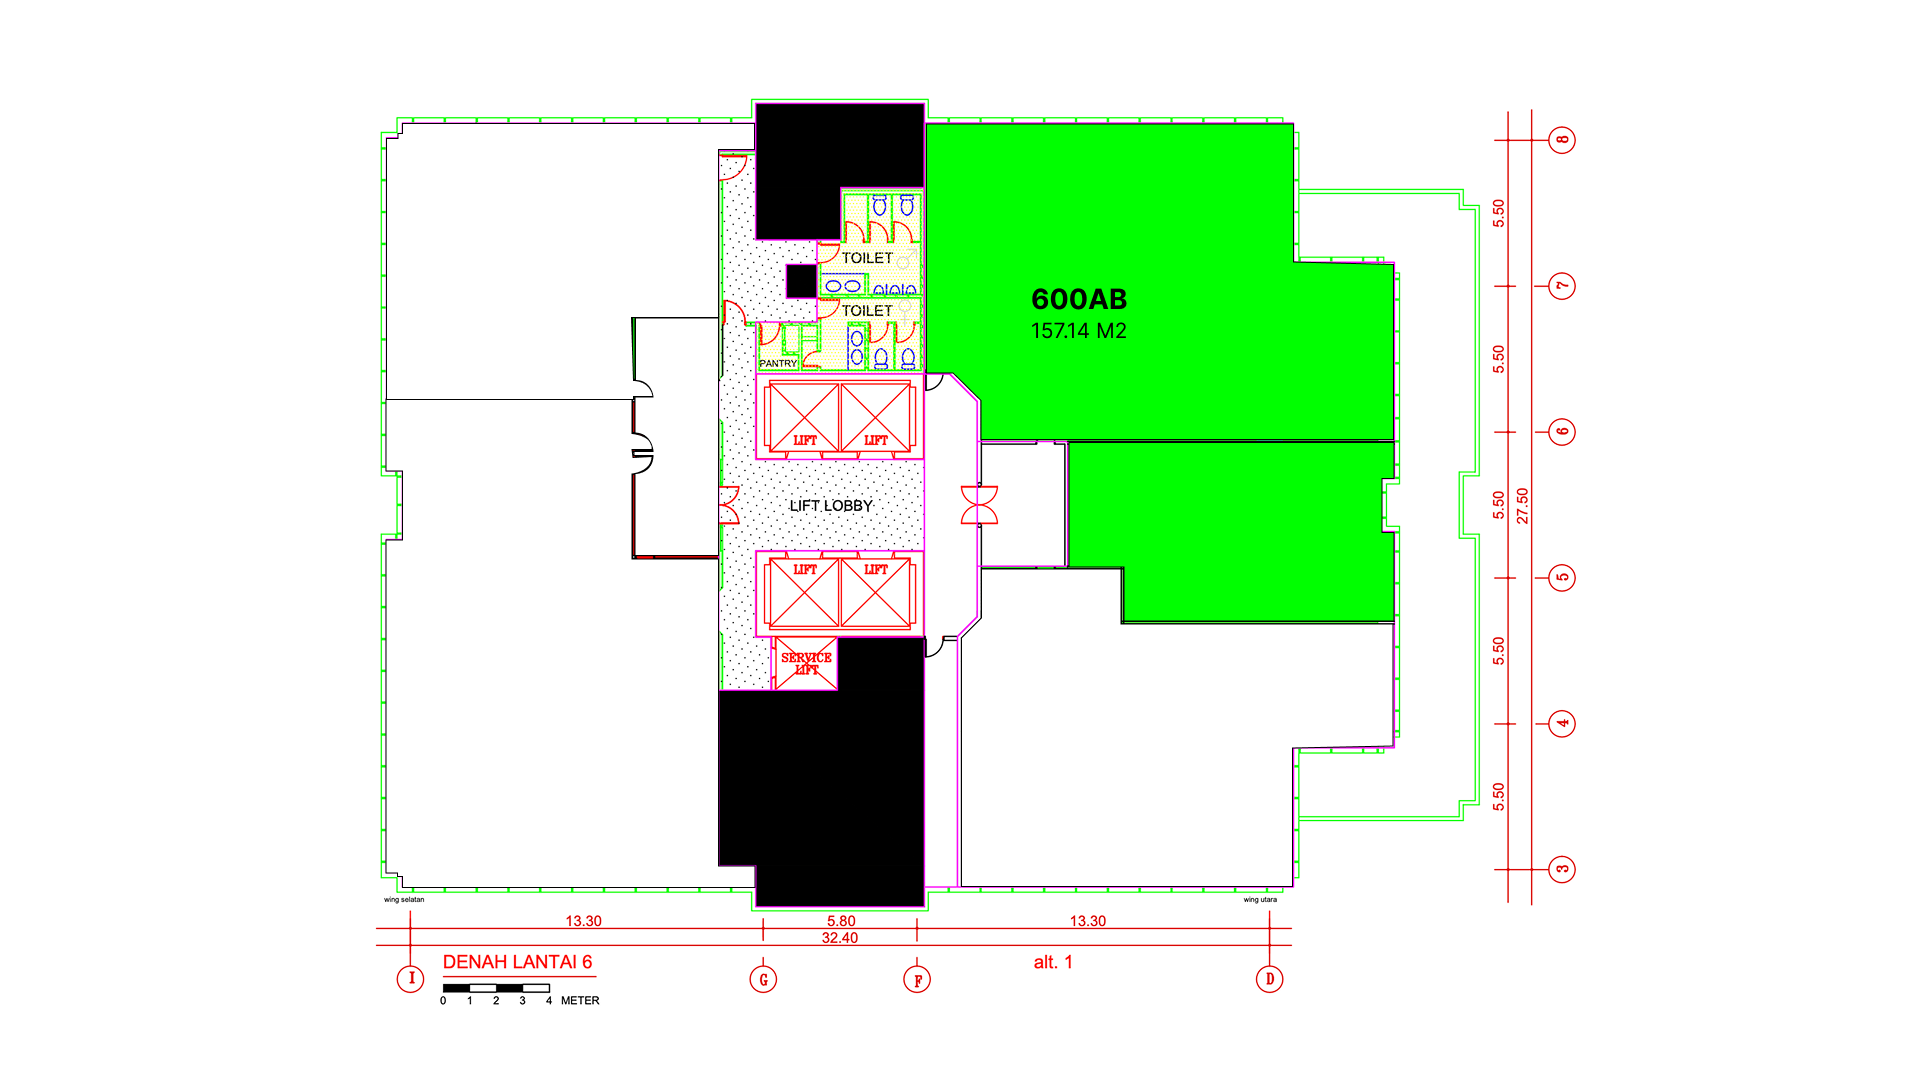 8
5.50
TOILET
7
600AB
TOILET
157.14 M2
5.50
PANTRY
LIFT LIFT
6
LIFT LOBBY
5.50
27.50
LIFT LIFT
5
SERVICE
LIFT
5.50
4
5.50
3
wing selatan
wing utara
13.30 5.80 13.30
32.40
DENAH LANTAI 6
alt. 1
I G F D
0 1 2 3 4 METER